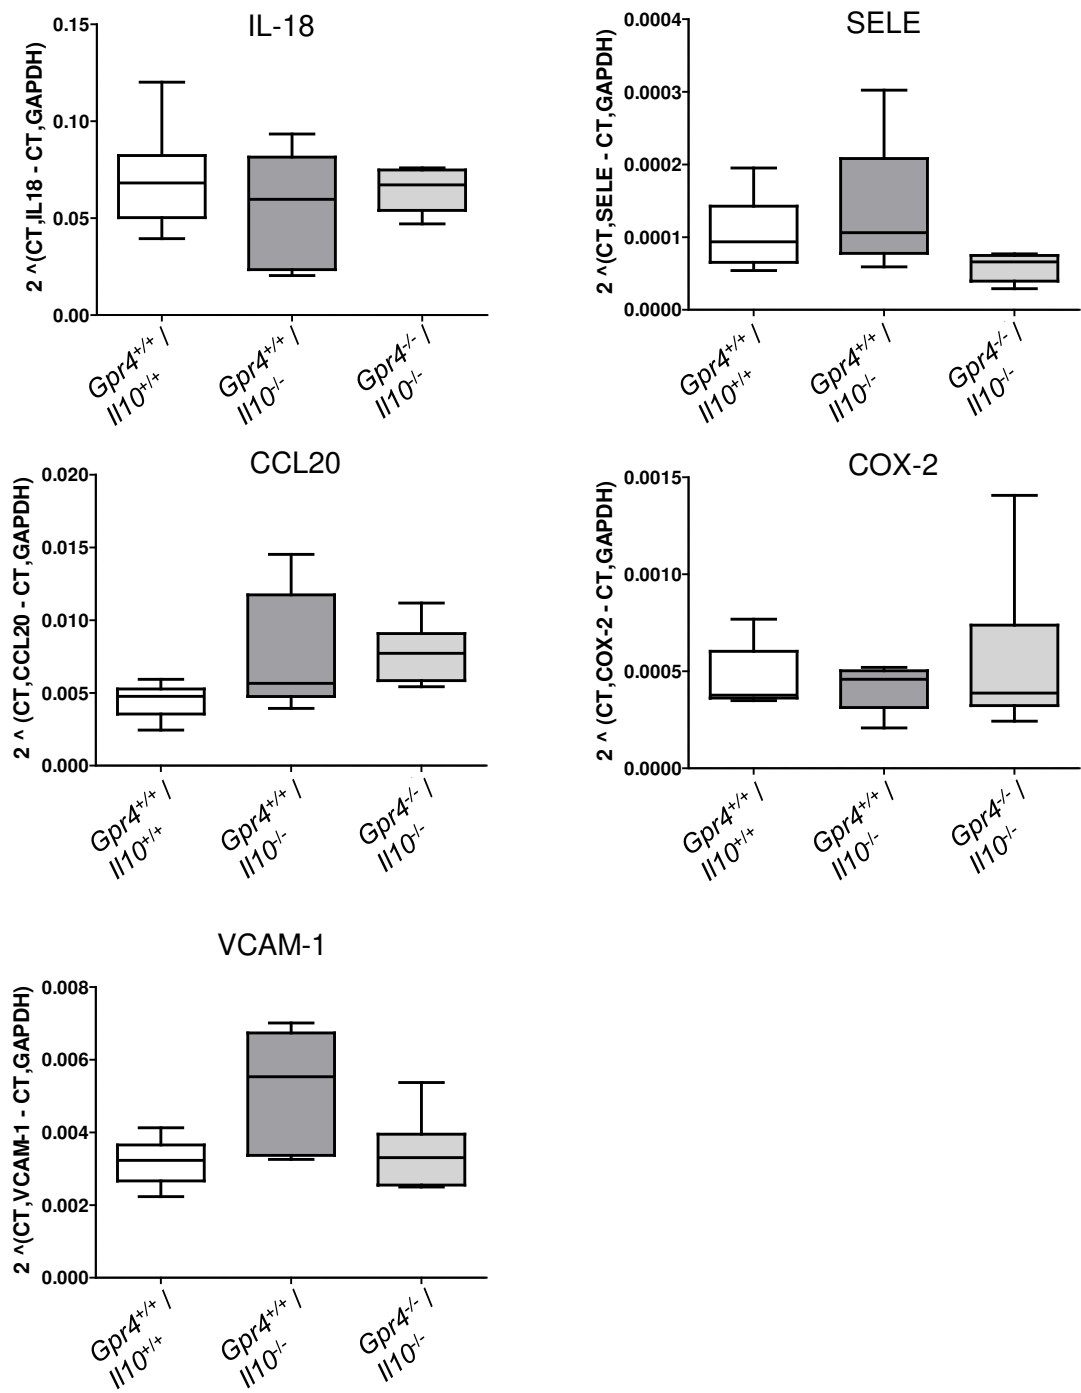 IL-18
2 ^(CT,IL18 - CT,GAPDH)
0.15
0.10
0.05
0.00
Gpr4+/+ /
Il10+/+
Gpr4+/+ /
Il10-/-
Gpr4-/- /
Il10-/-
SELE
2 ^(CT,SELE - CT,GAPDH)
0.0004
0.0003
0.0002
0.0001
0.0000
Gpr4+/+ /
Il10+/+
Gpr4+/+ /
Il10-/-
Gpr4-/- /
Il10-/-
CCL20
2 ^ (CT,CCL20 - CT,GAPDH)
0.020
0.015
0.010
0.005
0.000
Gpr4+/+ /
Il10+/+
Gpr4+/+ /
Il10-/-
Gpr4-/- /
Il10-/-
COX-2
2 ^ (CT,COX-2 - CT,GAPDH)
0.0015
0.0010
0.0005
0.0000
Gpr4+/+ /
Il10+/+
Gpr4+/+ /
Il10-/-
Gpr4-/- /
Il10-/-
VCAM-1
2 ^(CT,VCAM-1 - CT,GAPDH)
0.008
0.006
0.004
0.002
0.000
Gpr4+/+ /
Il10+/+
Gpr4+/+ /
Il10-/-
Gpr4-/- /
Il10-/-